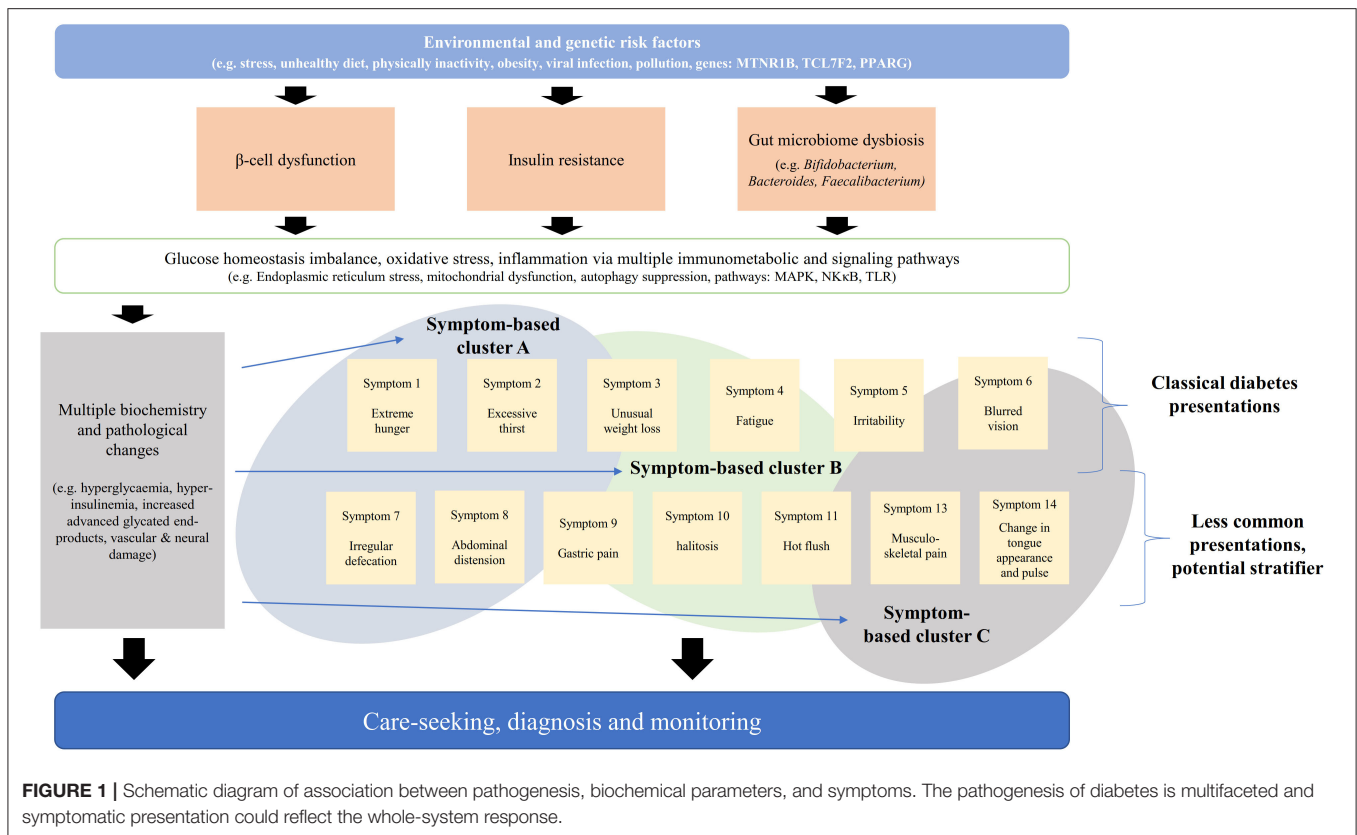 Environmental and genetic risk factors
(e.g. stress, unhealthy diet, physically inactivity, obesity, viral infection, pollution, genes: MTNR1B, TCL7F2, PPARG)
β-cell dysfunction
Insulin resistance
Gut microbiome dysbiosis
(e.g. Bifidobacterium,
Bacteroides, Faecalibacterium)
Glucose homeostasis imbalance, oxidative stress, inflammation via multiple immunometabolic and signaling pathways
(e.g. Endoplasmic reticulum stress, mitochondrial dysfunction, autophagy suppression, pathways: MAPK, NKκB, TLR)
Multiple biochemistry
and pathological
changes
(e.g. hyperglycaemia, hyper-
insulinemia, increased
advanced glycated end-
products, vascular & neural
damage)
Symptom-based
cluster A
Symptom 1
Extreme
hunger
Symptom 2
Excessive
thirst
Symptom 3
Unusual
weight loss
Symptom 4
Fatigue
Symptom 5
Irritability
Symptom 6
Blurred
vision
Classical diabetes
presentations
Symptom-based cluster B
Symptom 7
Irregular
defecation
Symptom 8
Abdominal
distension
Symptom 9
Gastric pain
Symptom 10
halitosis
Symptom 11
Hot flush
Symptom 13
Musculo-
skeletal pain
Symptom 14
Change in
tongue
appearance
and pulse
Less common
presentations,
potential stratifier
Symptom-
based cluster C
Care-seeking, diagnosis and monitoring
FIGURE 1 | Schematic diagram of association between pathogenesis, biochemical parameters, and symptoms. The pathogenesis of diabetes is multifaceted and
symptomatic presentation could reflect the whole-system response.